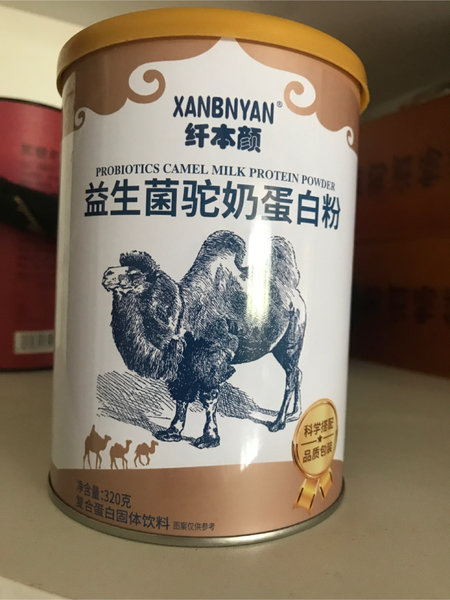 XANBNYAN®
纤本颜
PROBIOTICS CAMEL MILK PROTEIN POWDER
益生菌驼奶蛋白粉
科学搭配
品质包装
净含量:320克
复合蛋白固体饮料
图案仅供参考